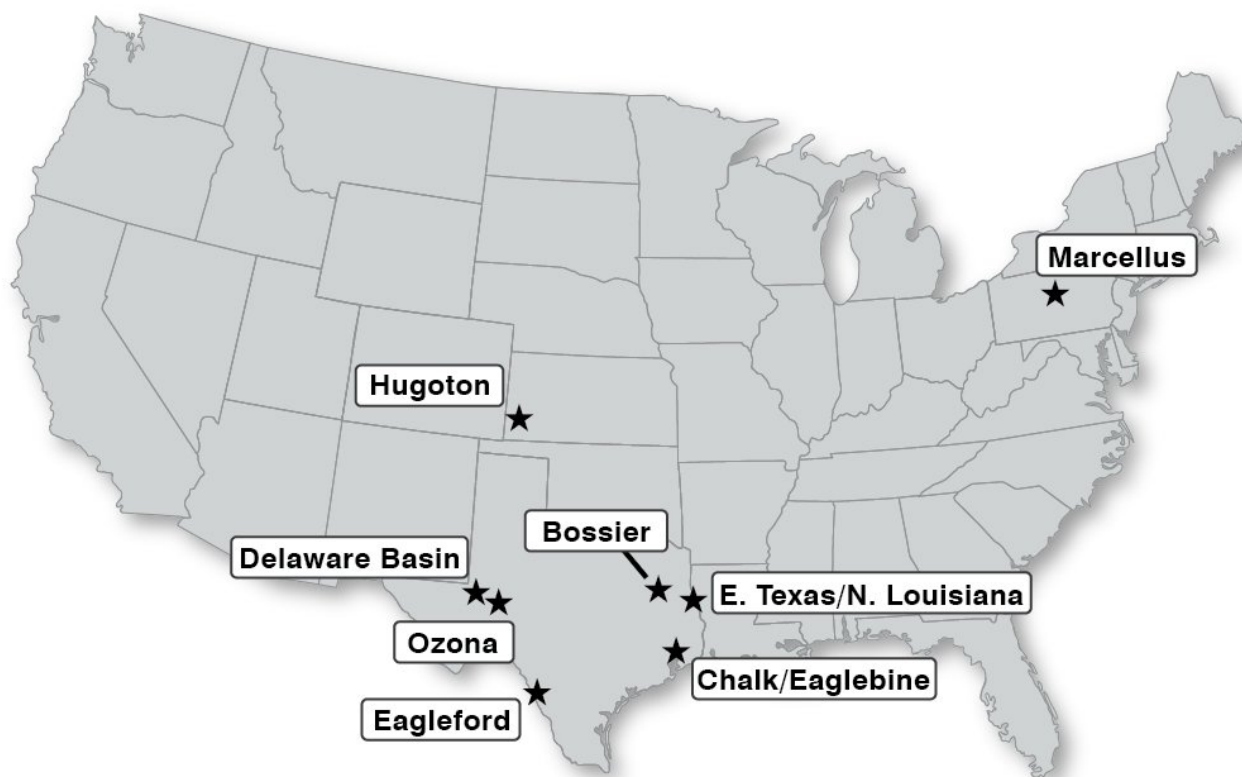 Marcellus
Hugoton
Bossier
Delaware Basin
E. Texas/N. Louisiana
Ozona
Chalk/Eaglebine
Eagleford